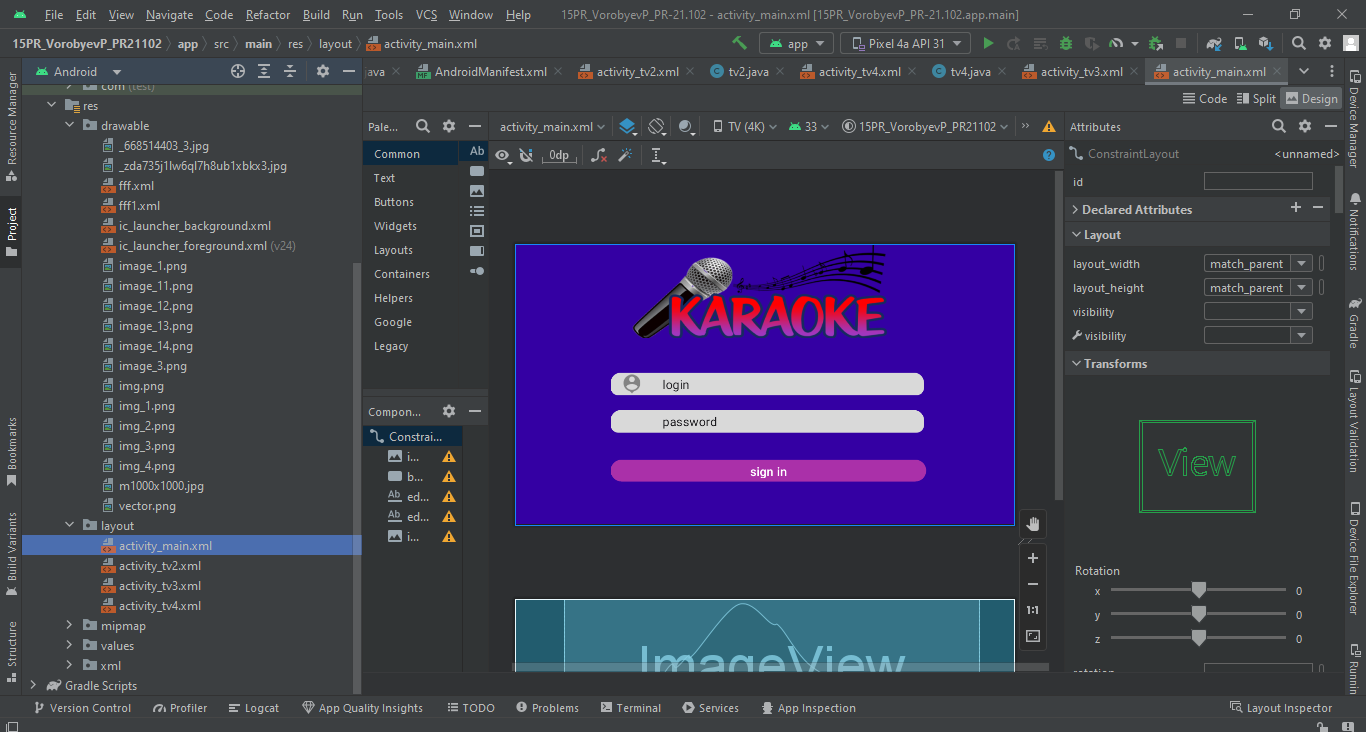 File Edit View Navigate Code Refactor Build Run Tools VCS Window Help 15PR_VorobyevP_PR-21.102 - activity_main.xml [15PR_VorobyevP_PR-21.102.app.main]
15PR_VorobyevP_PR21102 app src main res layout activity_main.xml app Pixel 4a API 31
Android java AndroidManifest.xml activity_tv2.xml tv2.java activity_tv4.xml tv4.java activity_tv3.xml activity_main.xml
Code Split Design
Resource Manager
Project
Bookmarks
Build Variants
Structure
com (test)
res
drawable
_668514403_3.jpg
_zda735j1lw6ql7h8ub1xbkx3.jpg
fff.xml
fff1.xml
ic_launcher_background.xml
ic_launcher_foreground.xml (v24)
image_1.png
image_11.png
image_12.png
image_13.png
image_14.png
image_3.png
img.png
img_1.png
img_2.png
img_3.png
img_4.png
m1000x1000.jpg
vector.png
layout
activity_main.xml
activity_tv2.xml
activity_tv3.xml
activity_tv4.xml
mipmap
values
xml
Gradle Scripts
Pale...
Common
Text
Buttons
Widgets
Layouts
Containers
Helpers
Google
Legacy
Ab
Compon...
Constrai...
i...
b...
Ab ed...
Ab ed...
i...
activity_main.xml TV (4K) 33 15PR_VorobyevP_PR21102
0dp
KARAOKE
login
password
sign in
ImageView
1:1
Attributes
ConstraintLayout <unnamed>
id
Declared Attributes
Layout
layout_width match_parent
layout_height match_parent
visibility
visibility
Transforms
View
Rotation
x 0
y 0
z 0
rotation
Device Manager
Notifications
Gradle
Layout Validation
Device File Explorer
Runnin
Version Control Profiler Logcat App Quality Insights TODO Problems Terminal Services App Inspection Layout Inspector